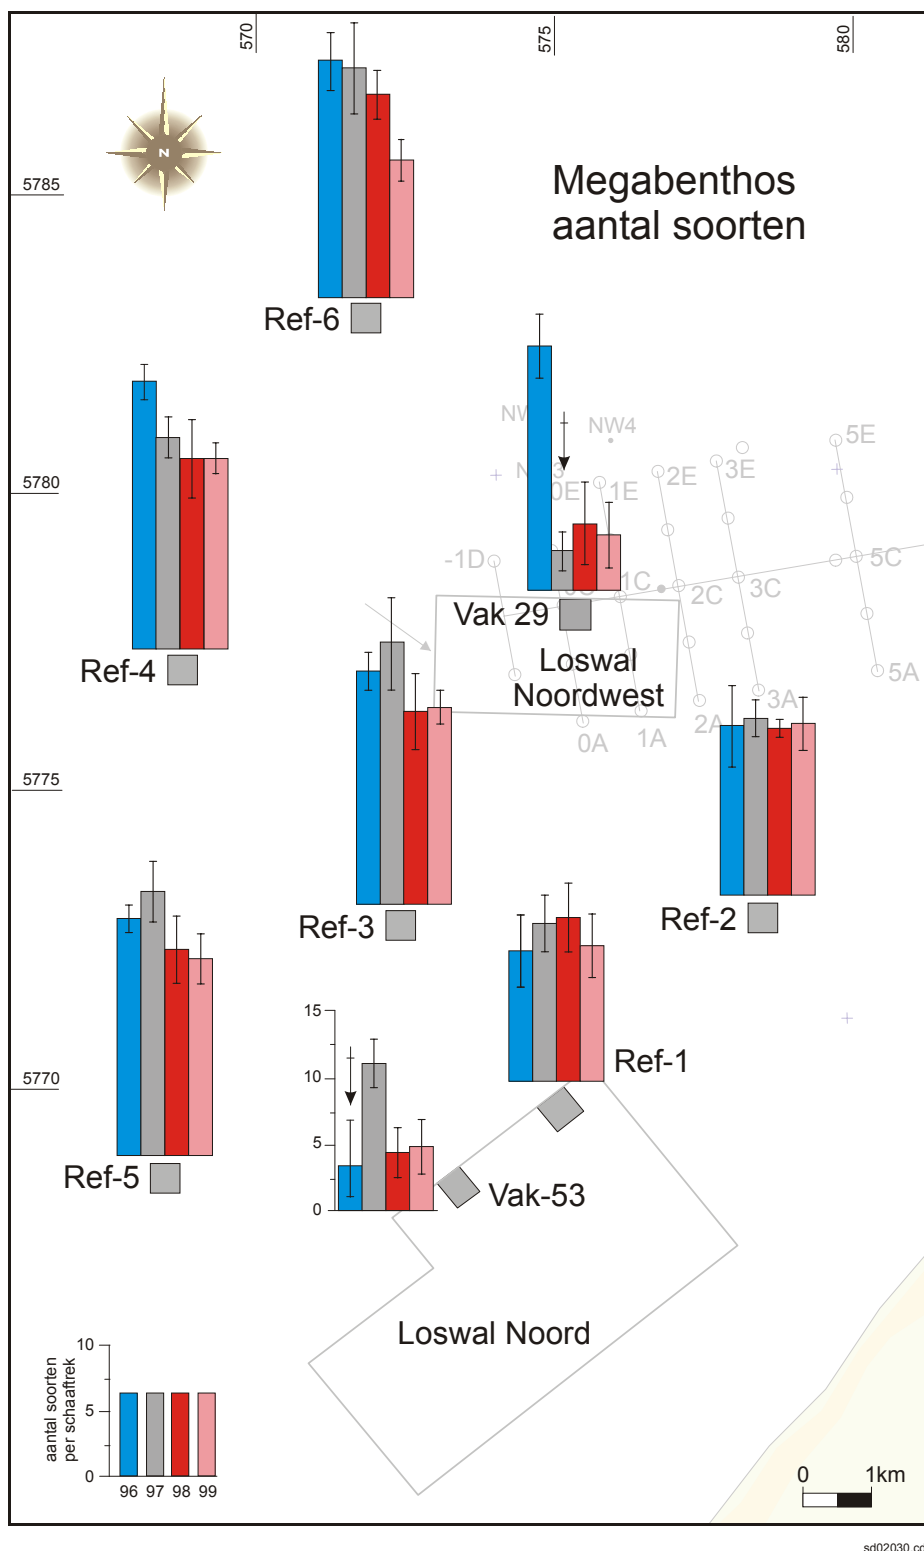 570
575
580
N
5785
Megabenthos
aantal soorten
Ref-6
NW4
5E
2E
3E
5780
0E
1E
-1D
1C
2C
3C
5C
Vak 29
Ref-4
Loswal
Noordwest
5A
3A
2A
1A
0A
5775
Ref-2
Ref-3
15
10
5
0
Ref-1
5770
Ref-5
Vak-53
Loswal Noord
10
5
0
aantal soorten
per schaaftrek
96 97 98 99
0 1km